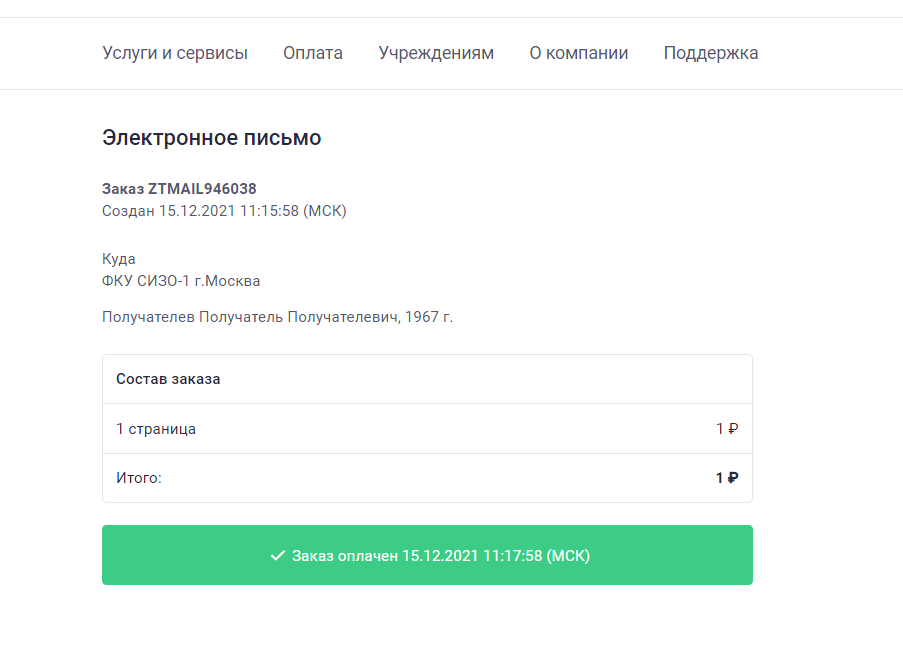 Услуги и сервисы Оплата Учреждениям О компании Поддержка
Электронное письмо
Заказ ZTMAIL946038
Создан 15.12.2021 11:15:58 (МСК)
Куда
ФКУ СИЗО-1 г.Москва
Получателев Получатель Получателевич, 1967 г.
Состав заказа
1 страница 1 ₽
Итого: 1 ₽
Заказ оплачен 15.12.2021 11:17:58 (МСК)